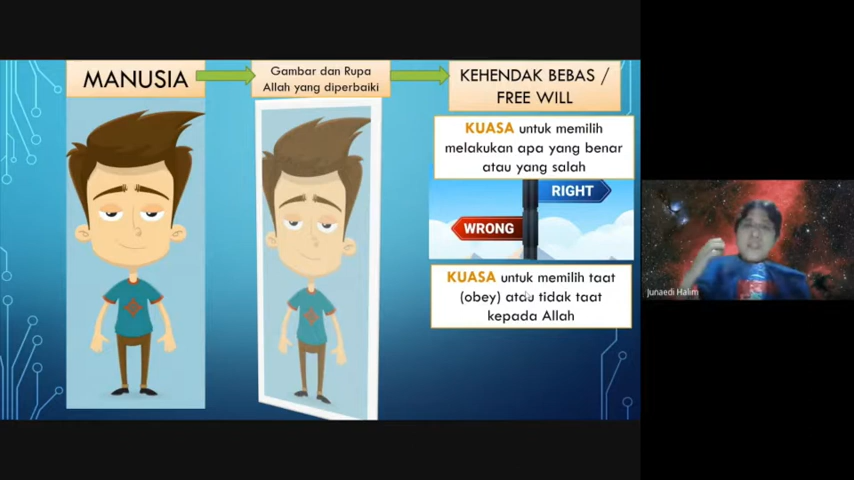 MANUSIA
Gambar dan Rupa
Allah yang diperbaiki
KEHENDAK BEBAS /
FREE WILL
KUASA untuk memilih
melakukan apa yang benar
atau yang salah
RIGHT
WRONG
KUASA untuk memilih taat
(obey) atau tidak taat
kepada Allah
Junaedi Halim